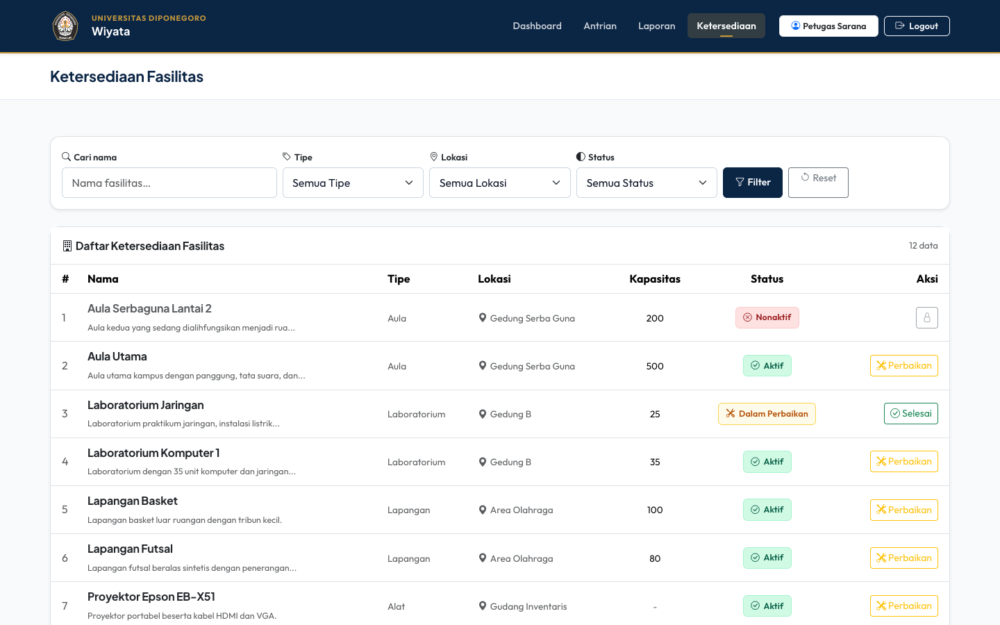 UNIVERSITAS DIPONEGORO
Wiyata
Dashboard Antrian Laporan Ketersediaan Petugas Sarana Logout
Ketersediaan Fasilitas
Cari nama Tipe Lokasi Status
Nama fasilitas... Semua Tipe Semua Lokasi Semua Status Filter Reset
Daftar Ketersediaan Fasilitas 12 data
# Nama Tipe Lokasi Kapasitas Status Aksi
1 Aula Serbaguna Lantai 2 Aula Gedung Serba Guna 200 Nonaktif
Aula kedua yang sedang dialihfungsikan menjadi rua...
2 Aula Utama Aula Gedung Serba Guna 500 Aktif Perbaikan
Aula utama kampus dengan panggung, tata suara, dan...
3 Laboratorium Jaringan Laboratorium Gedung B 25 Dalam Perbaikan Selesai
Laboratorium praktikum jaringan, instalasi listrik...
4 Laboratorium Komputer 1 Laboratorium Gedung B 35 Aktif Perbaikan
Laboratorium dengan 35 unit komputer dan jaringan...
5 Lapangan Basket Lapangan Area Olahraga 100 Aktif Perbaikan
Lapangan basket luar ruangan dengan tribun kecil.
6 Lapangan Futsal Lapangan Area Olahraga 80 Aktif Perbaikan
Lapangan futsal beralas sintetis dengan penerangan...
7 Proyektor Epson EB-X51 Alat Gudang Inventaris - Aktif Perbaikan
Proyektor portabel beserta kabel HDMI dan VGA.